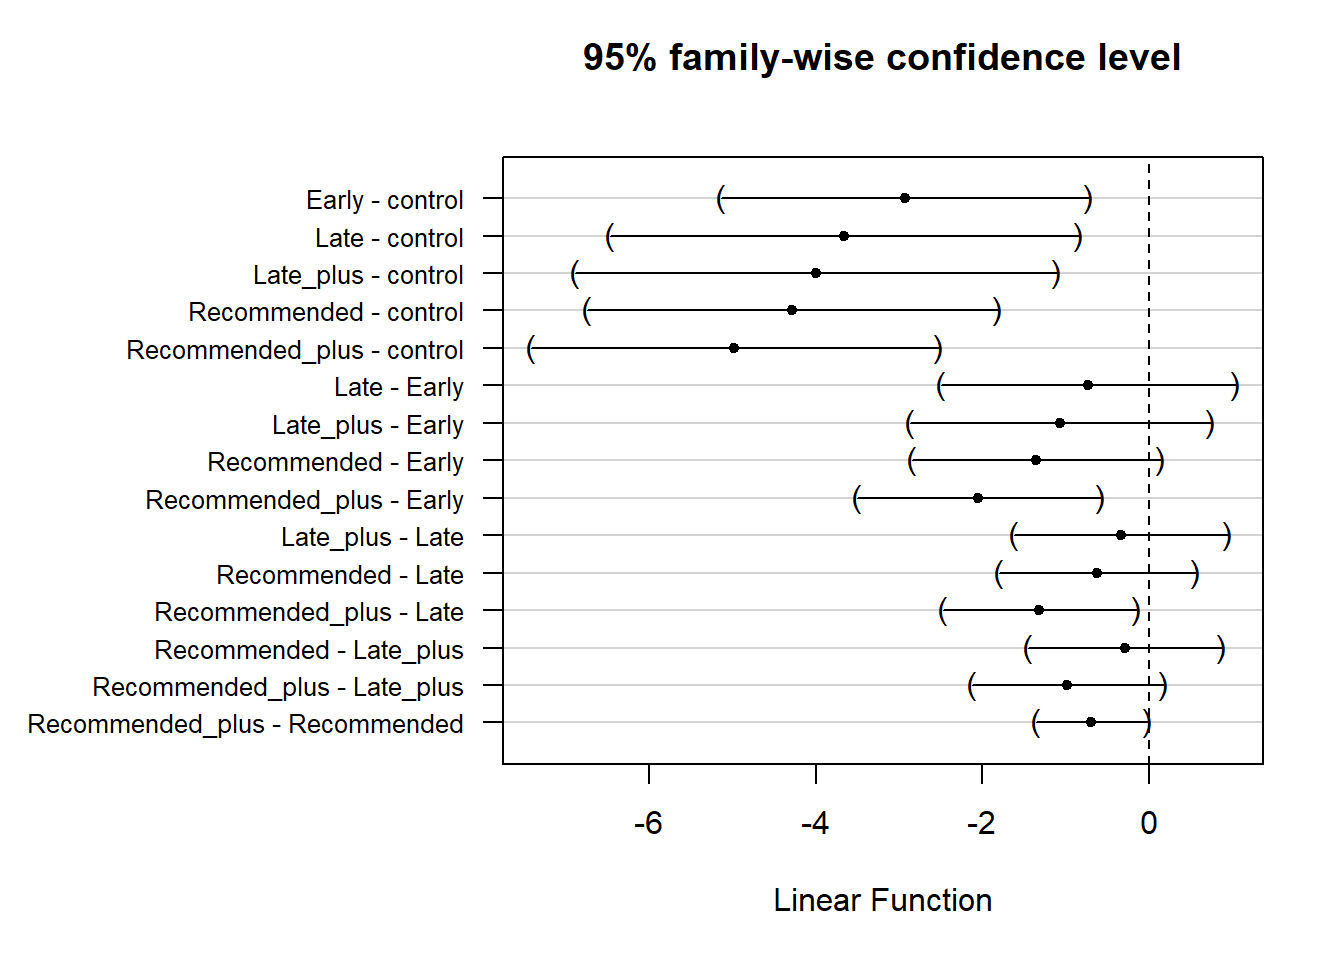 95% family-wise confidence level
Early - control
Late - control
Late_plus - control
Recommended - control
Recommended_plus - control
Late - Early
Late_plus - Early
Recommended - Early
Recommended_plus - Early
Late_plus - Late
Recommended - Late
Recommended_plus - Late
Recommended - Late_plus
Recommended_plus - Late_plus
Recommended_plus - Recommended
-6 -4 -2 0
Linear Function